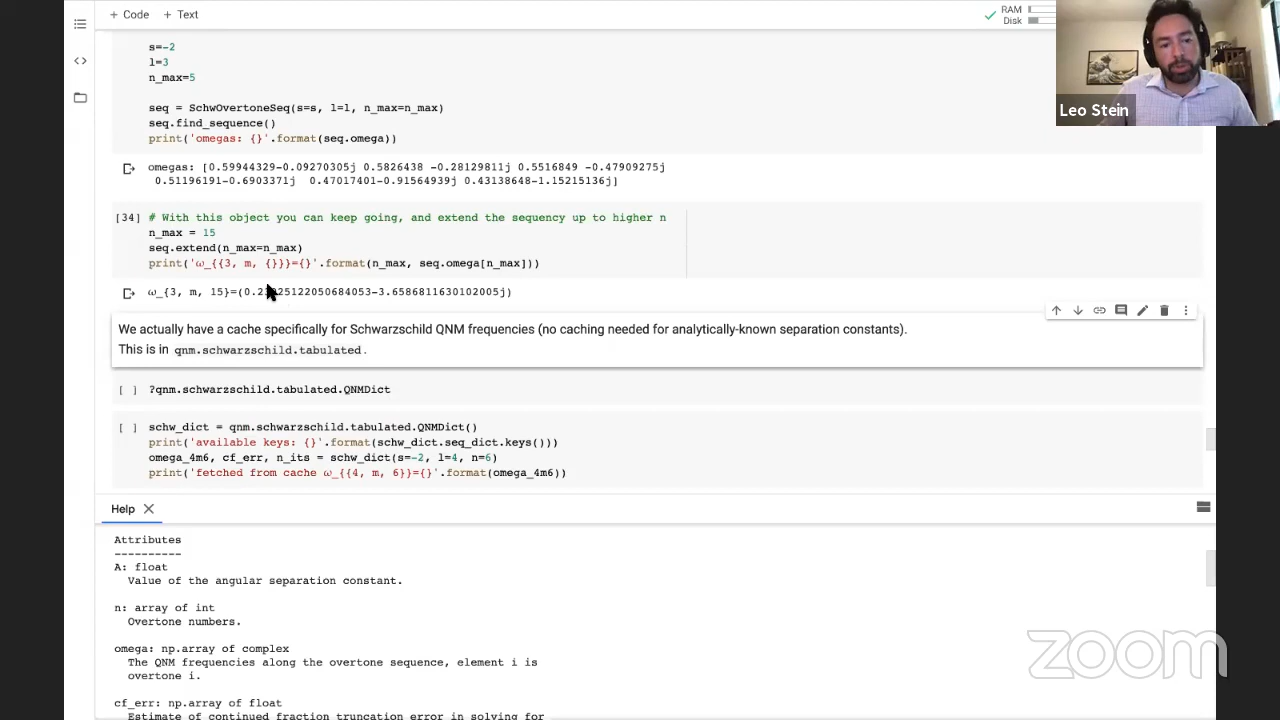 + Code + Text
RAM
Disk
s=-2
l=3
n_max=5
seq = SchwOvertoneSeq(s=s, l=l, n_max=n_max)
seq.find_sequence()
print('omegas: {}'.format(seq.omega))
Leo Stein
omegas: [0.59944329-0.09270305j 0.5826438 -0.28129811j 0.5516849 -0.47909275j
0.51196191-0.6903371j 0.47017401-0.91564939j 0.43138648-1.15215136j]
[34] # With this object you can keep going, and extend the sequency up to higher n
n_max = 15
seq.extend(n_max=n_max)
print('ω_{{3, m, {}}}={}'.format(n_max, seq.omega[n_max]))
ω_{3, m, 15}=
We actually have a cache specifically for Schwarzschild QNM frequencies (no caching needed for analytically-known separation constants).
This is in qnm.schwarzschild.tabulated.
[ ] ?qnm.schwarzschild.tabulated.QNMDict
[ ] schw_dict = qnm.schwarzschild.tabulated.QNMDict()
print('available keys: {}'.format(schw_dict.seq_dict.keys()))
omega_4m6, cf_err, n_its = schw_dict(s=-2, l=4, n=6)
print('fetched from cache ω_{{4, m, 6}}={}'.format(omega_4m6))
Help
Attributes
----------
A: float
Value of the angular separation constant.
n: array of int
Overtone numbers.
omega: np.array of complex
The QNM frequencies along the overtone sequence, element i is
overtone i.
cf_err: np.array of float
Estimate of continued fraction truncation error in solving for
zoom